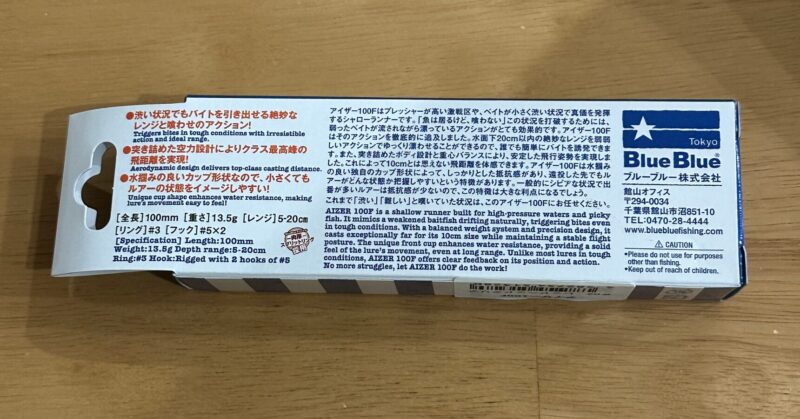 ●渋い状況でもバイトを引き出せる絶妙な
レンジと喰わせのアクション!
Triggers bites in tough conditions with irresistible
action and ideal range.
●突き詰めた空力設計によりクラス最高峰の
飛距離を実現!
Aerodynamic design delivers top-class casting distance.
●水掴みの良いカップ形状なので、小さくても
ルアーの状態をイメージしやすい!
Unique cup shape enhances water resistance, making
lure's movement easy to feel!
[全長]100mm [重さ]13.5g [レンジ]5-20cm
[リング]#3 [フック]#5×2
[Specification] Length:100mm
Weight:13.5g Depth range:5-20cm
Ring:#3 Hook:Rigged with 2 hooks of #5
アイザー100Fはプレッシャーが高い激戦区や、ベイトが小さく渋い状況で真価を発揮
するシャローランナーです。「魚は居るけど、喰わない」この状況を打破するためには、
弱ったベイトが流されながら漂っているアクションがとても効果的です。アイザー100F
はそのアクションを徹底的に追及しました。水面下20cm以内の絶妙なレンジを弱弱
しいアクションでゆっくり漂わせることができるので、誰でも簡単にバイトを誘発できま
す。また、突き詰めたボディ設計と重心バランスにより、安定した飛行姿勢を実現しま
した。これによって10cmとは思えない飛距離を体感できます。アイザー100Fは水掴み
の良い独自のカップ形状によって、しっかりとした抵抗感があり、遠投した先でもル
アーがどんな状態か把握しやすいという特徴があります。一般的にシビアな状況で出
番が多いルアーは抵抗感が少ないので、この特徴は大きな利点になるでしょう。
これまで「渋い」「難しい」と嘆いていた状況は、このアイザー100Fにお任せください。
AIZER 100F is a shallow runner built for high-pressure waters and picky
fish. It mimics a weakened baitfish drifting naturally, triggering bites even
in tough conditions. With a balanced weight system and precision design, it
casts exceptionally far for its 10cm size while maintaining a stable flight
posture. The unique front cup enhances water resistance, providing a solid
feel of the lure's movement, even at long range. Unlike most lures in tough
conditions, AIZER 100F offers clear feedback on its position and action.
No more struggles, let AIZER 100F do the work!
Tokyo
BlueBlue®
ブルーブルー株式会社
館山オフィス
〒294-0034
千葉県館山市沼851-10
TEL:0470-28-4444
www.bluebluefishing.com
⚠ CAUTION
•Please do not use for purposes
other than fishing.
•Keep out of reach of children.